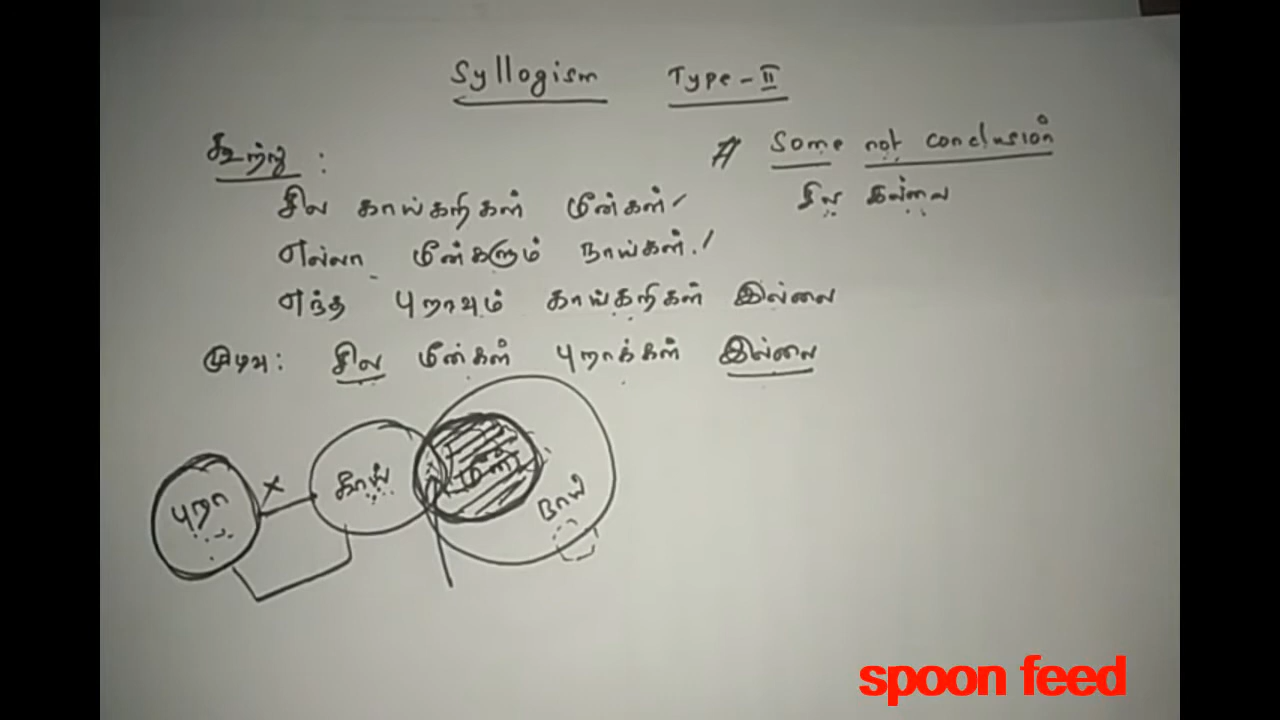 Syllogism Type - II
கூற்று :
# Some not conclusion
சில இல்லை
சில காய்கறிகள் மீன்கள்
எல்லா மீன்களும் நாய்கள்.
எந்த புறாவும் காய்கறிகள் இல்லை
முடிவு: சில மீன்கள் புறாக்கள் இல்லை
புறா
x
காய்
மீன்
நாய்
spoon feed